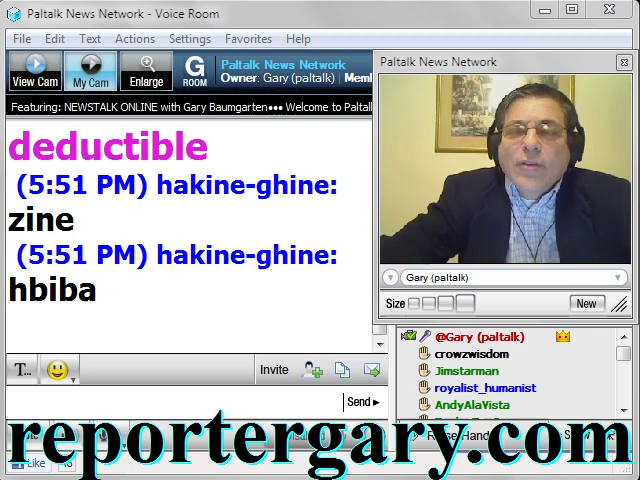 Paltalk News Network - Voice Room
File Edit Text Actions Settings Favorites Help
View Cam My Cam Enlarge G ROOM
Paltalk News Network
Owner: Gary (paltalk) | Memb
Featuring: NEWSTALK ONLINE with Gary Baumgarten••• Welcome to Paltalk
deductible
(5:51 PM) hakine-ghine:
zine
(5:51 PM) hakine-ghine:
hbiba
T... Invite
Send
Paltalk News Network
Gary (paltalk)
Size New
@Gary (paltalk)
crowzwisdom
Jimstarman
royalist_humanist
AndyAlaVista
reportergary.com
Like